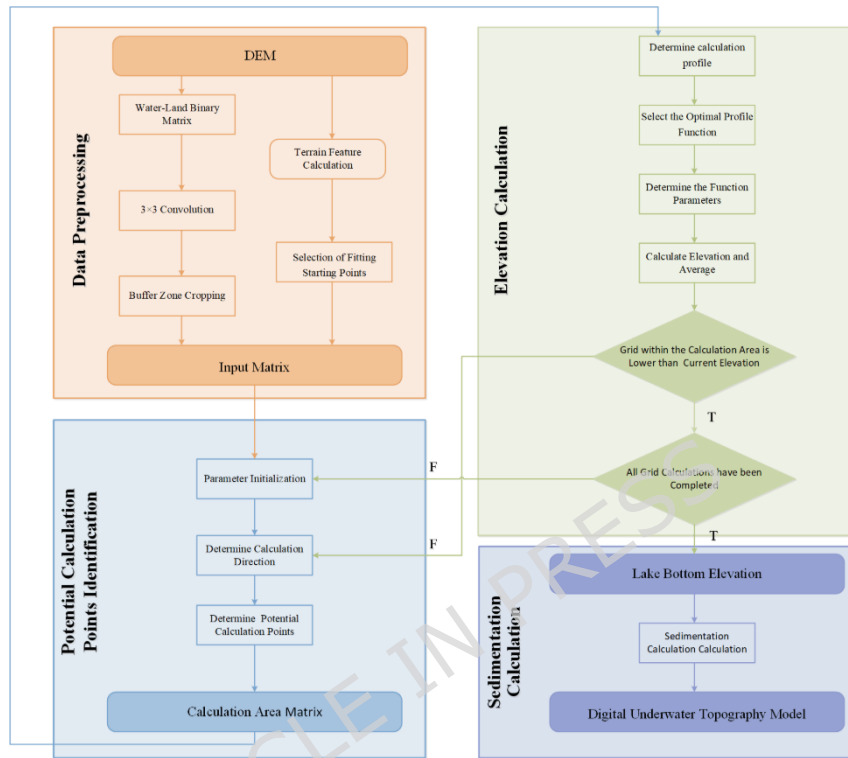 Data Preprocessing
DEM
Water-Land Binary
Matrix
3×3 Convolution
Buffer Zone Cropping
Terrain Feature
Calculation
Selection of Fitting
Starting Points
Input Matrix
Potential Calculation
Points Identification
Parameter Initialization
Determine Calculation
Direction
Determine Potential
Calculation Points
Calculation Area Matrix
Elevation Calculation
Determine calculation
profile
Select the Optimal Profile
Function
Determine the Function
Parameters
Calculate Elevation and
Average
Grid within the Calculation Area is
Lower than Current Elevation
T
F
All Grid Calculations have been
Completed
F
T
Sedimentation
Calculation
Lake Bottom Elevation
Sedimentation
Calculation Calculation
Digital Underwater Topography Model
CLE IN PRESS